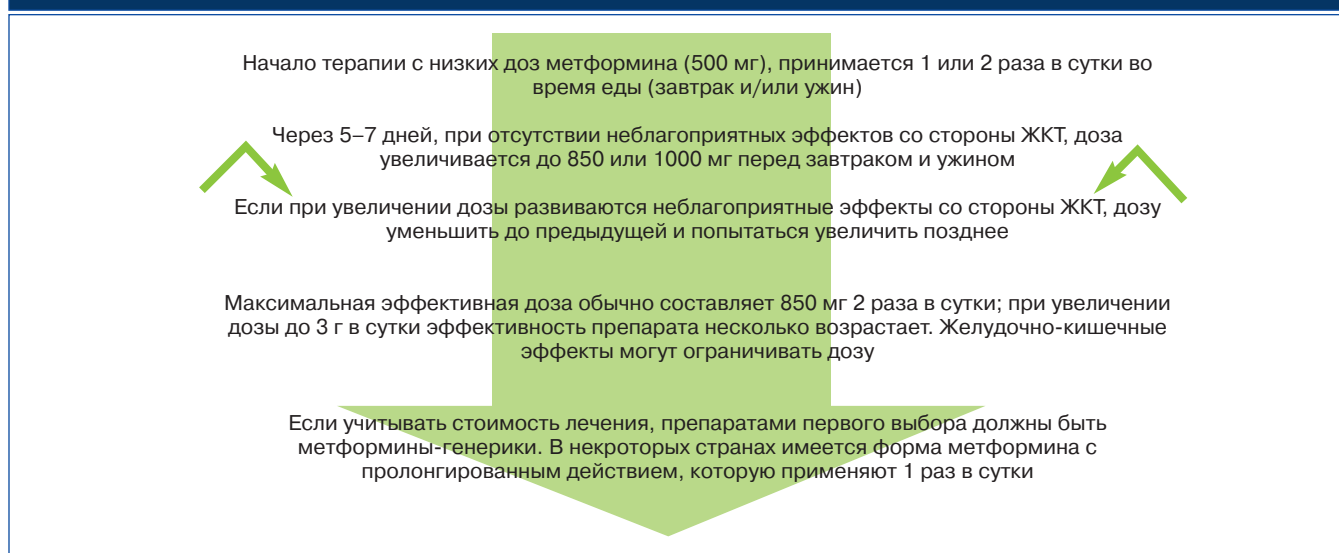 Начало терапии с низких доз метформина (500 мг), принимается 1 или 2 раза в сутки во
время еды (завтрак и/или ужин)
Через 5–7 дней, при отсутствии неблагоприятных эффектов со стороны ЖКТ, доза
увеличивается до 850 или 1000 мг перед завтраком и ужином
Если при увеличении дозы развиваются неблагоприятные эффекты со стороны ЖКТ, дозу
уменьшить до предыдущей и попытаться увеличить позднее
Максимальная эффективная доза обычно составляет 850 мг 2 раза в сутки; при увеличении
дозы до 3 г в сутки эффективность препарата несколько возрастает. Желудочно-кишечные
эффекты могут ограничивать дозу
Если учитывать стоимость лечения, препаратами первого выбора должны быть
метформины-генерики. В некоторых странах имеется форма метформина с
пролонгированным действием, которую применяют 1 раз в сутки